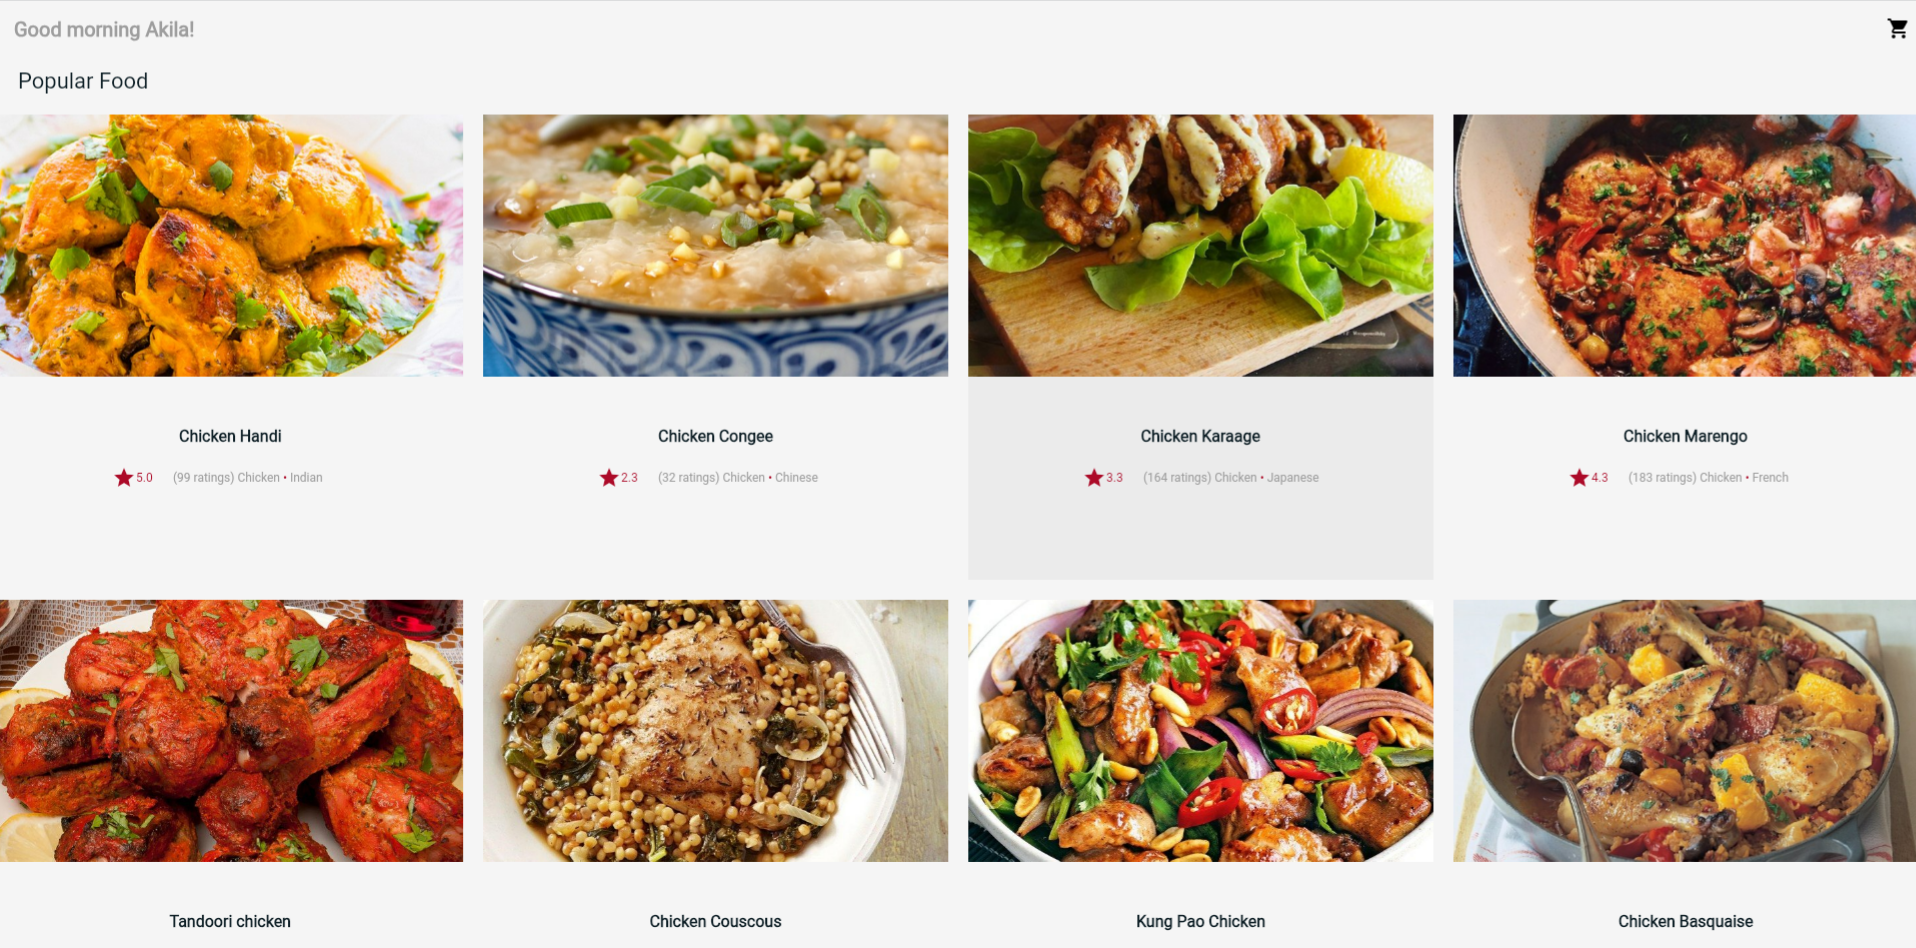 Good morning Akila!
Popular Food
Chicken Handi
5.0 (99 ratings) Chicken • Indian
Chicken Congee
2.3 (32 ratings) Chicken • Chinese
Chicken Karaage
3.3 (164 ratings) Chicken • Japanese
Chicken Marengo
4.3 (183 ratings) Chicken • French
Tandoori chicken
Chicken Couscous
Kung Pao Chicken
Chicken Basquaise